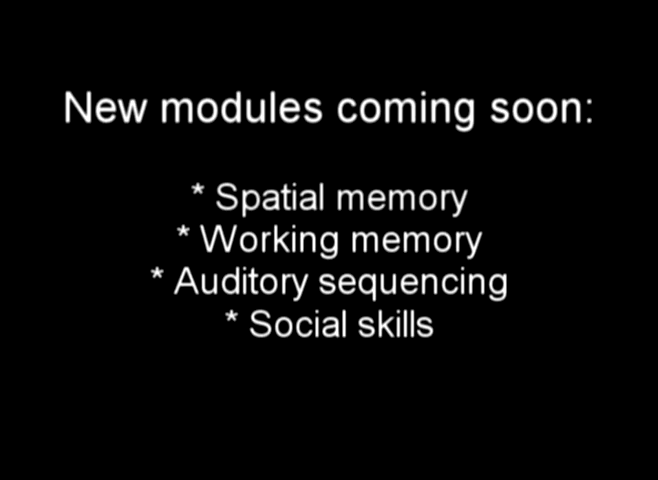 New modules coming soon:
* Spatial memory
* Working memory
* Auditory sequencing
* Social skills